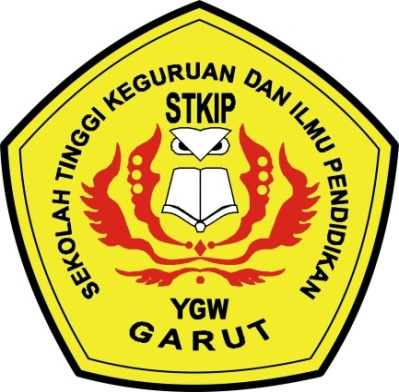 SEKOLAH TINGGI KEGURUAN DAN ILMU PENDIDIKAN
STKIP
YGW
GARUT